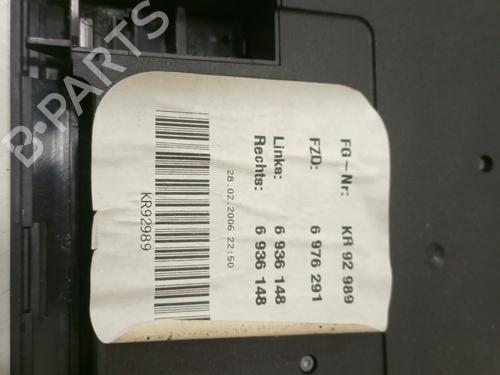 FG-Nr: KR 92 989
FZD: 6 976 291
Links: 6 936 148
Rechts: 6 936 148
28.02.2006 22:50
KR92989
B-PARTS